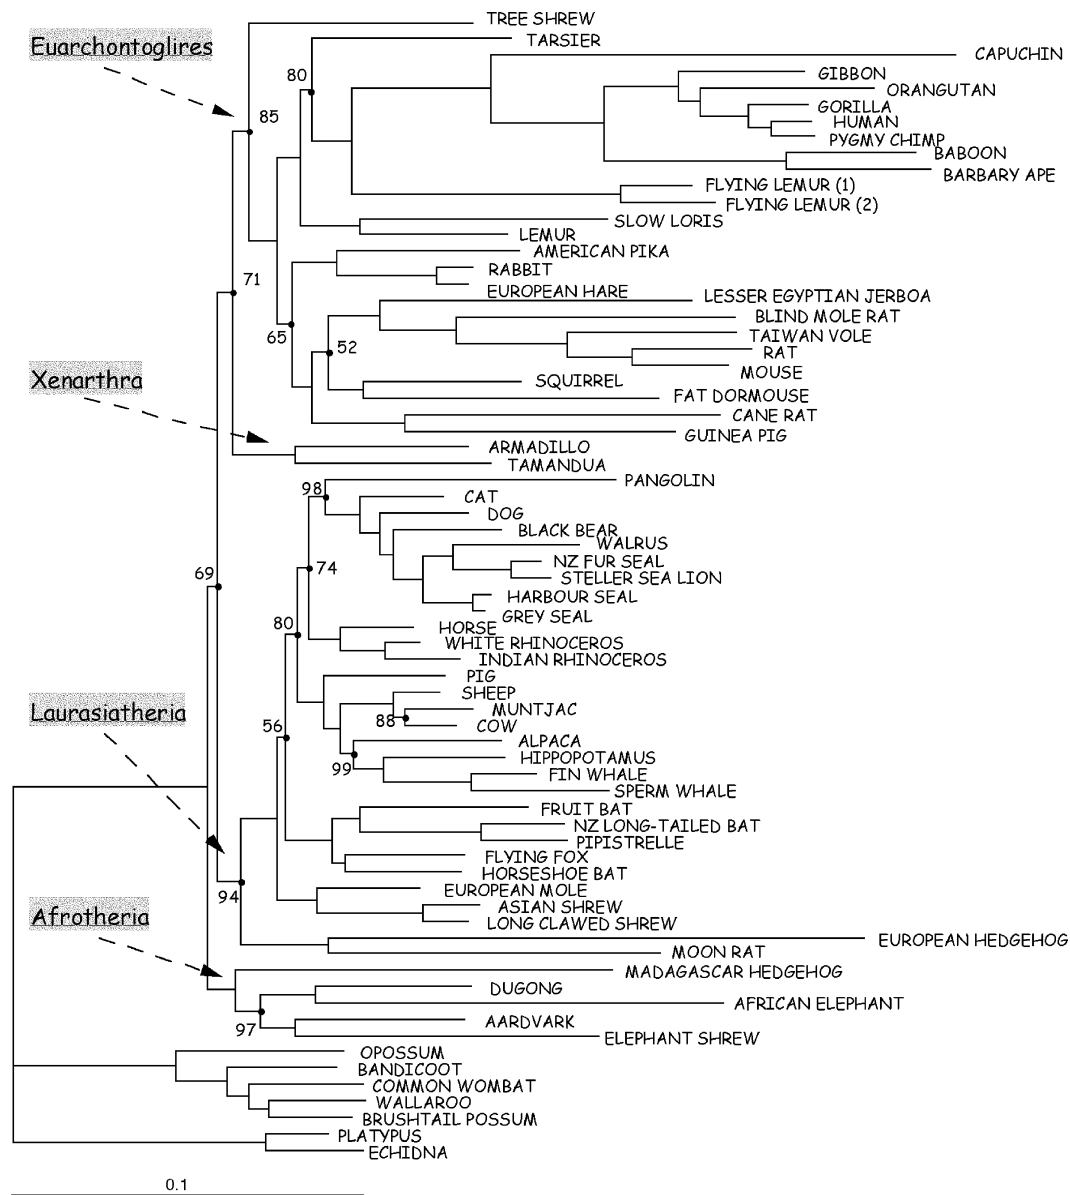 TREE SHREW
TARSIER
Euarchontoglires
CAPUCHIN
80
GIBBON
ORANGUTAN
GORILLA
85
HUMAN
PYGMY CHIMP
BABOON
BARBARY APE
FLYING LEMUR (1)
FLYING LEMUR (2)
SLOW LORIS
LEMUR
AMERICAN PIKA
RABBIT
71
EUROPEAN HARE
LESSER EGYPTIAN JERBOA
BLIND MOLE RAT
65
TAIWAN VOLE
52
RAT
MOUSE
Xenarthra
SQUIRREL
FAT DORMOUSE
CANE RAT
GUINEA PIG
ARMADILLO
TAMANDUA
PANGOLIN
98
CAT
DOG
BLACK BEAR
WALRUS
NZ FUR SEAL
74
69
STELLER SEA LION
HARBOUR SEAL
GREY SEAL
80
HORSE
WHITE RHINOCEROS
INDIAN RHINOCEROS
PIG
SHEEP
Laurasiatheria
MUNTJAC
88
56
COW
ALPACA
HIPPOPOTAMUS
99
FIN WHALE
SPERM WHALE
FRUIT BAT
NZ LONG-TAILED BAT
PIPISTRELLE
FLYING FOX
HORSESHOE BAT
EUROPEAN MOLE
94
ASIAN SHREW
Afrotheria
LONG CLAWED SHREW
EUROPEAN HEDGEHOG
MOON RAT
MADAGASCAR HEDGEHOG
DUGONG
AFRICAN ELEPHANT
AARDVARK
97
ELEPHANT SHREW
OPOSSUM
BANDICOOT
COMMON WOMBAT
WALLAROO
BRUSHTAIL POSSUM
PLATYPUS
ECHIDNA
0.1